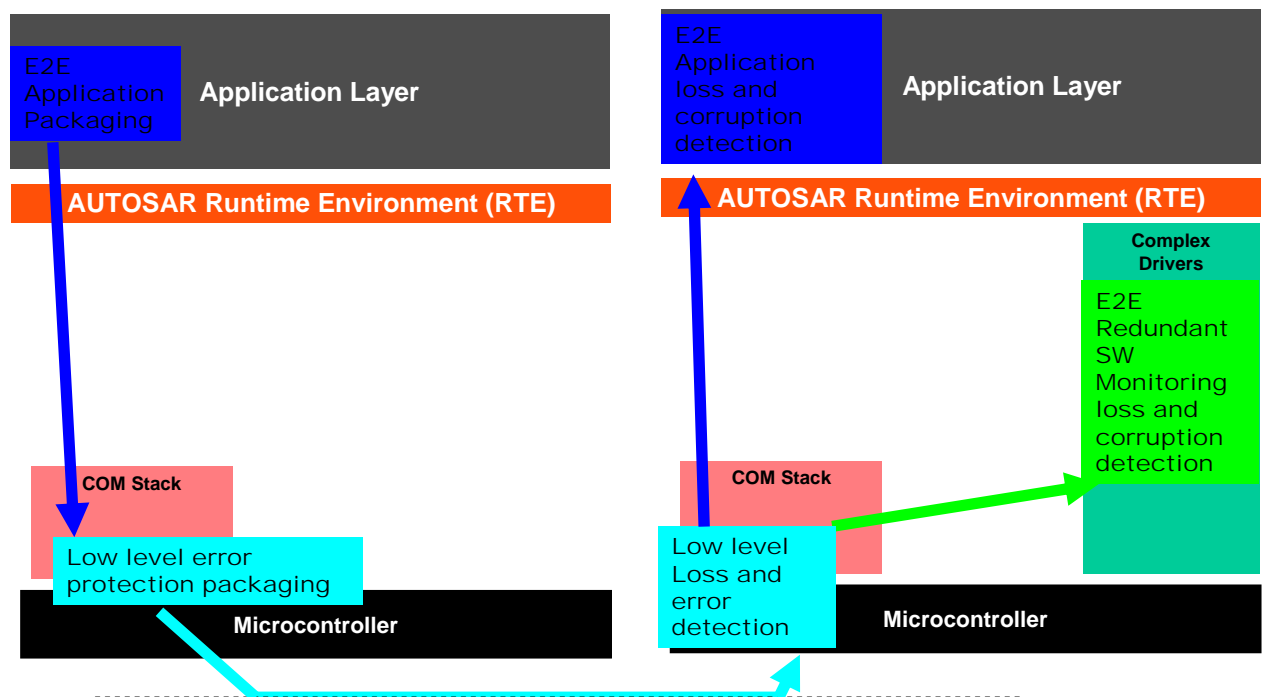 E2E
Application
Packaging
Application Layer
AUTOSAR Runtime Environment (RTE)
COM Stack
Low level error
protection packaging
Microcontroller
E2E
Application
loss and
corruption
detection
Application Layer
AUTOSAR Runtime Environment (RTE)
Complex
Drivers
E2E
Redundant
SW
Monitoring
loss and
corruption
detection
COM Stack
Low level
Loss and
error
detection
Microcontroller